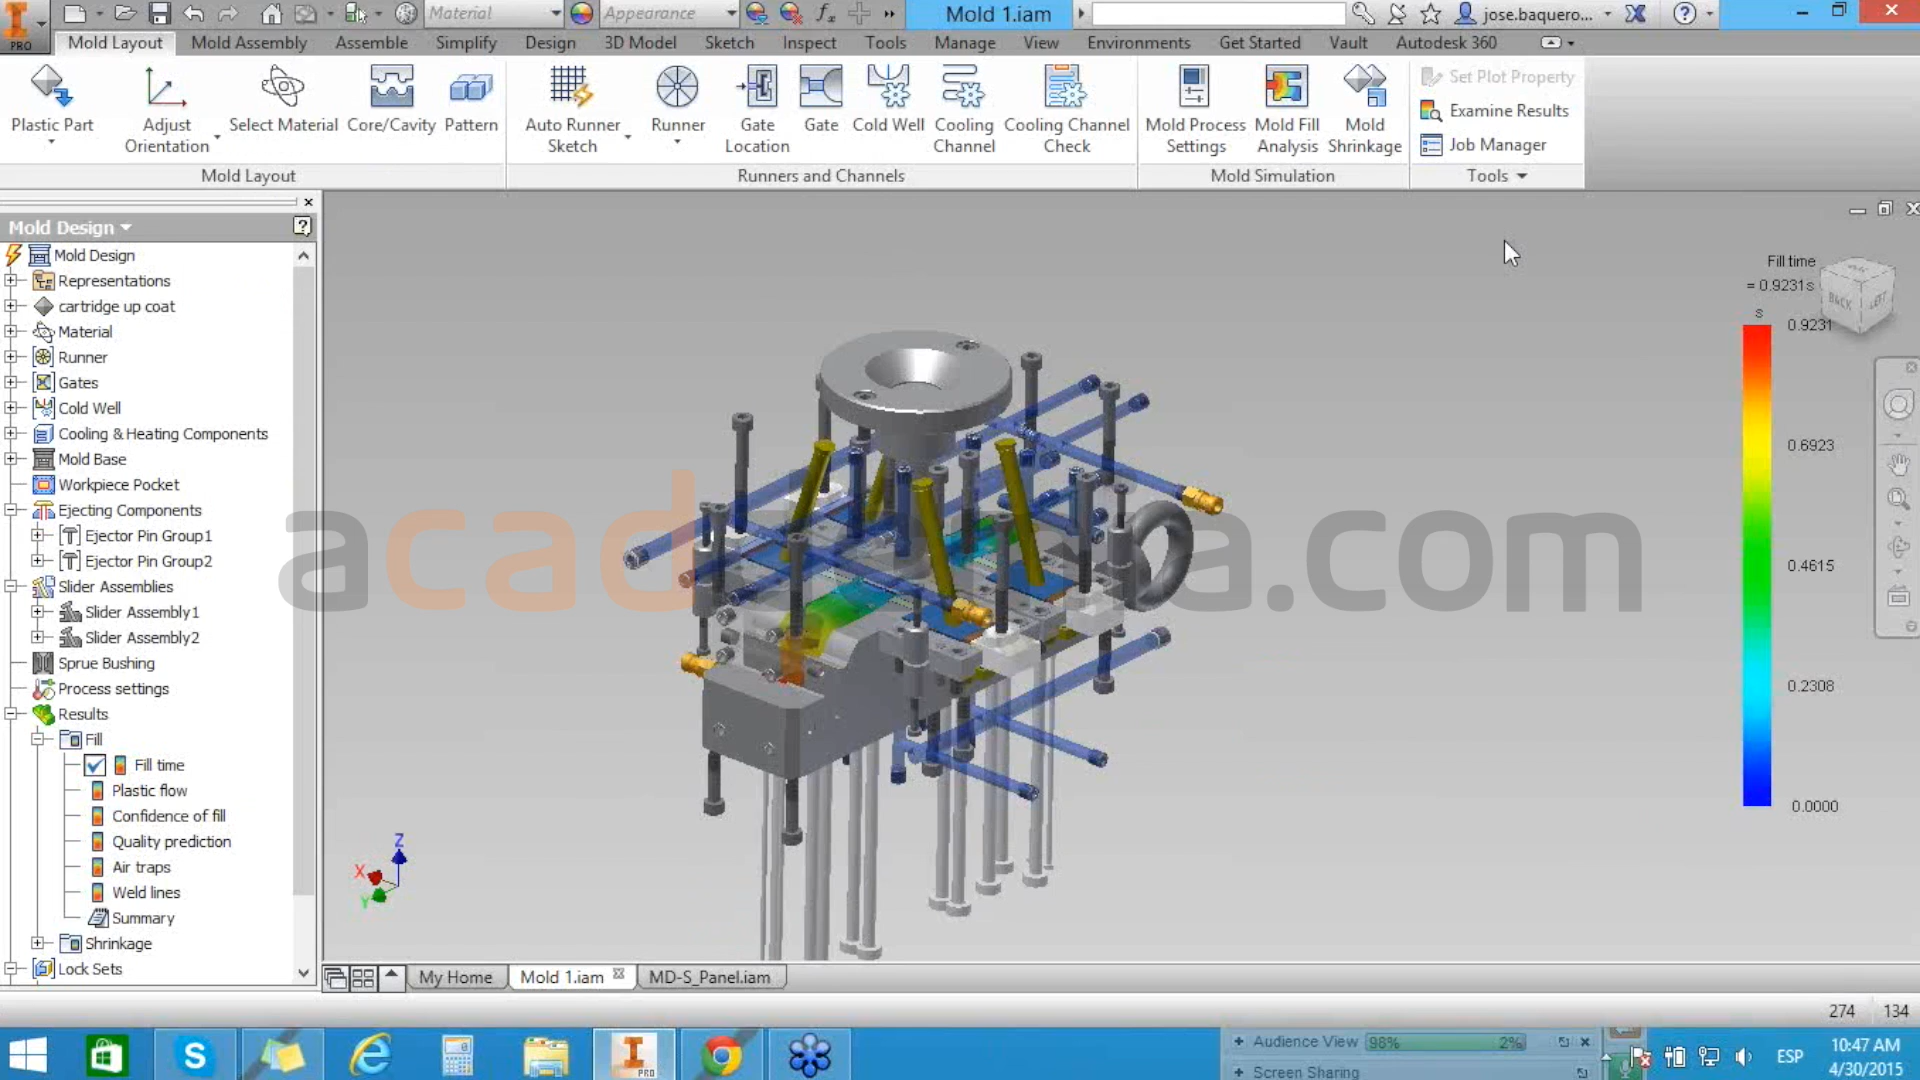 PRO
Material
Appearance
Mold 1.iam
jose.baquero...
Mold Layout
Mold Assembly
Assemble
Simplify
Design
3D Model
Sketch
Inspect
Tools
Manage
View
Environments
Get Started
Vault
Autodesk 360
Plastic Part
Adjust
Orientation
Select Material
Core/Cavity
Pattern
Auto Runner
Sketch
Runner
Gate
Location
Gate
Cold Well
Cooling
Channel
Cooling Channel
Check
Mold Process
Settings
Mold Fill
Analysis
Mold
Shrinkage
Set Plot Property
Examine Results
Job Manager
Mold Layout
Runners and Channels
Mold Simulation
Tools
Mold Design
Mold Design
Representations
cartridge up coat
Material
Runner
Gates
Cold Well
Cooling & Heating Components
Mold Base
Workpiece Pocket
Ejecting Components
Ejector Pin Group1
Ejector Pin Group2
Slider Assemblies
Slider Assembly1
Slider Assembly2
Sprue Bushing
Process settings
Results
Fill
Fill time
Plastic flow
Confidence of fill
Quality prediction
Air traps
Weld lines
Summary
Shrinkage
Lock Sets
Fill time
= 0.9231s
s
0.9231
0.6923
0.4615
0.2308
0.0000
BACK
LEFT
Z
X
Y
My Home
Mold 1.iam
MD-S_Panel.iam
274 134
Audience View 98% 2%
Screen Sharing
PRO
ESP
10:47 AM
4/30/2015